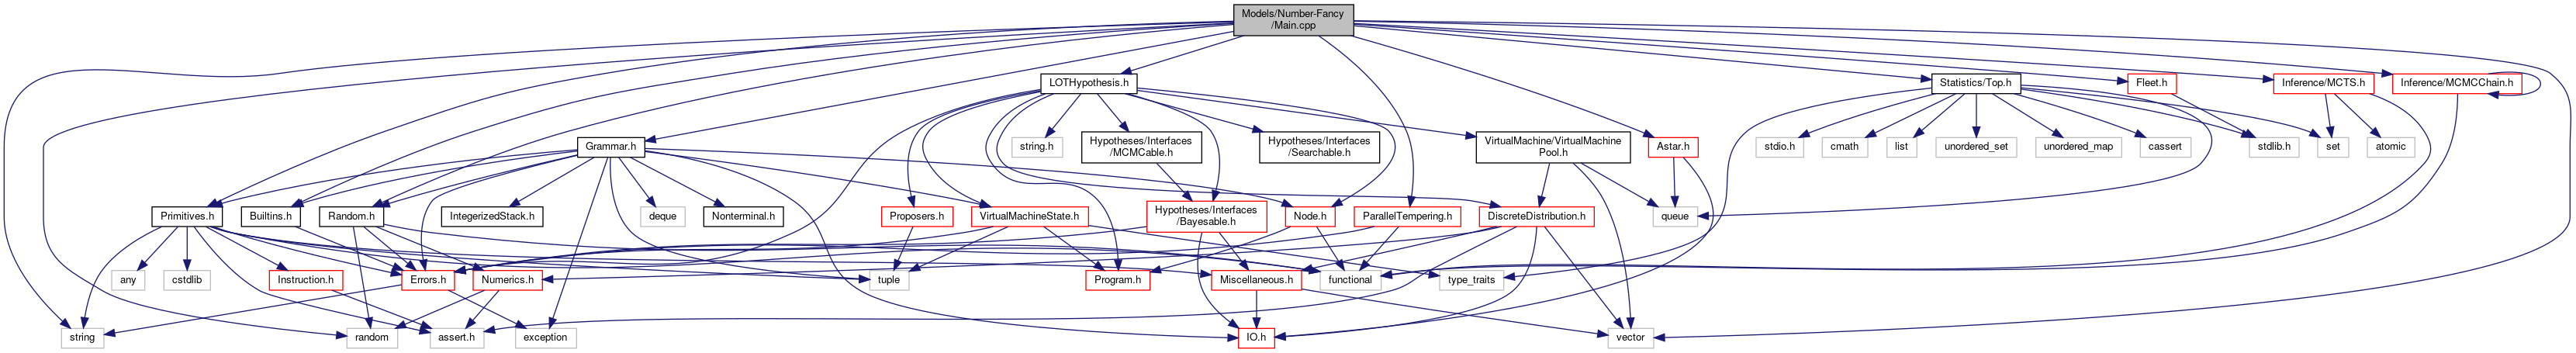 Models/Number-Fancy
/Main.cpp
LOTHypothesis.h
Statistics/Top.h
Fleet.h
Inference/MCTS.h
Inference/MCMCChain.h
Grammar.h
string.h
Hypotheses/Interfaces
/MCMCable.h
Hypotheses/Interfaces
/Searchable.h
VirtualMachine/VirtualMachine
Pool.h
Astar.h
stdio.h
cmath
list
unordered_set
unordered_map
cassert
stdlib.h
set
atomic
Primitives.h
Builtins.h
Random.h
IntegerizedStack.h
deque
Nonterminal.h
Proposers.h
VirtualMachineState.h
Hypotheses/Interfaces
/Bayesable.h
Node.h
ParallelTempering.h
DiscreteDistribution.h
queue
any
cstdlib
Instruction.h
Errors.h
Numerics.h
tuple
Program.h
Miscellaneous.h
functional
type_traits
string
random
assert.h
exception
IO.h
vector